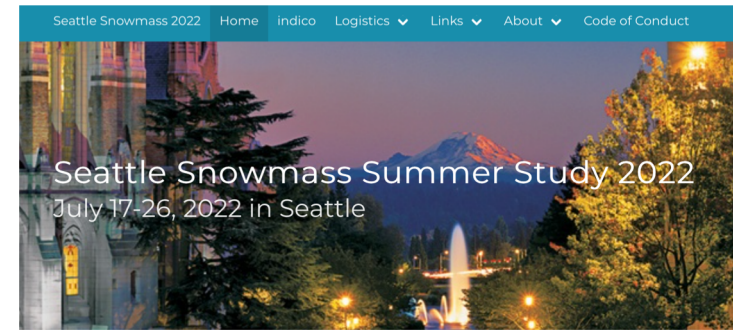 Seattle Snowmass 2022 Home indico Logistics Links About Code of Conduct
Seattle Snowmass Summer Study 2022
July 17-26, 2022 in Seattle